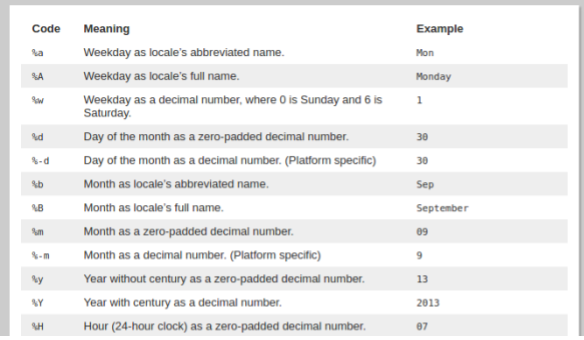 Code Meaning Example
%a Weekday as locale's abbreviated name. Mon
%A Weekday as locale's full name. Monday
%w Weekday as a decimal number, where 0 is Sunday and 6 is 1
Saturday.
%d Day of the month as a zero-padded decimal number. 30
%-d Day of the month as a decimal number. (Platform specific) 30
%b Month as locale's abbreviated name. Sep
%B Month as locale's full name. September
%m Month as a zero-padded decimal number. 09
%-m Month as a decimal number. (Platform specific) 9
%y Year without century as a zero-padded decimal number. 13
%Y Year with century as a decimal number. 2013
%H Hour (24-hour clock) as a zero-padded decimal number. 07